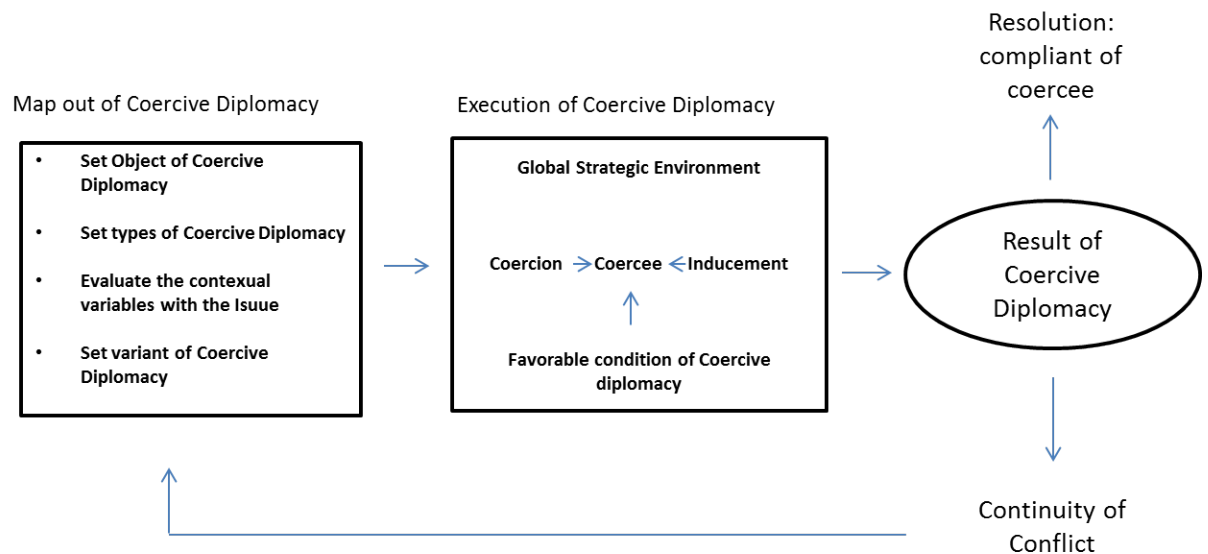 Map out of Coercive Diplomacy
• Set Object of Coercive
Diplomacy
• Set types of Coercive Diplomacy
• Evaluate the contexual
variables with the Isuue
• Set variant of Coercive
Diplomacy
Execution of Coercive Diplomacy
Global Strategic Environment
Coercion Coercee Inducement
Favorable condition of Coercive
diplomacy
Resolution:
compliant of
coercee
Result of
Coercive
Diplomacy
Continuity of
Conflict